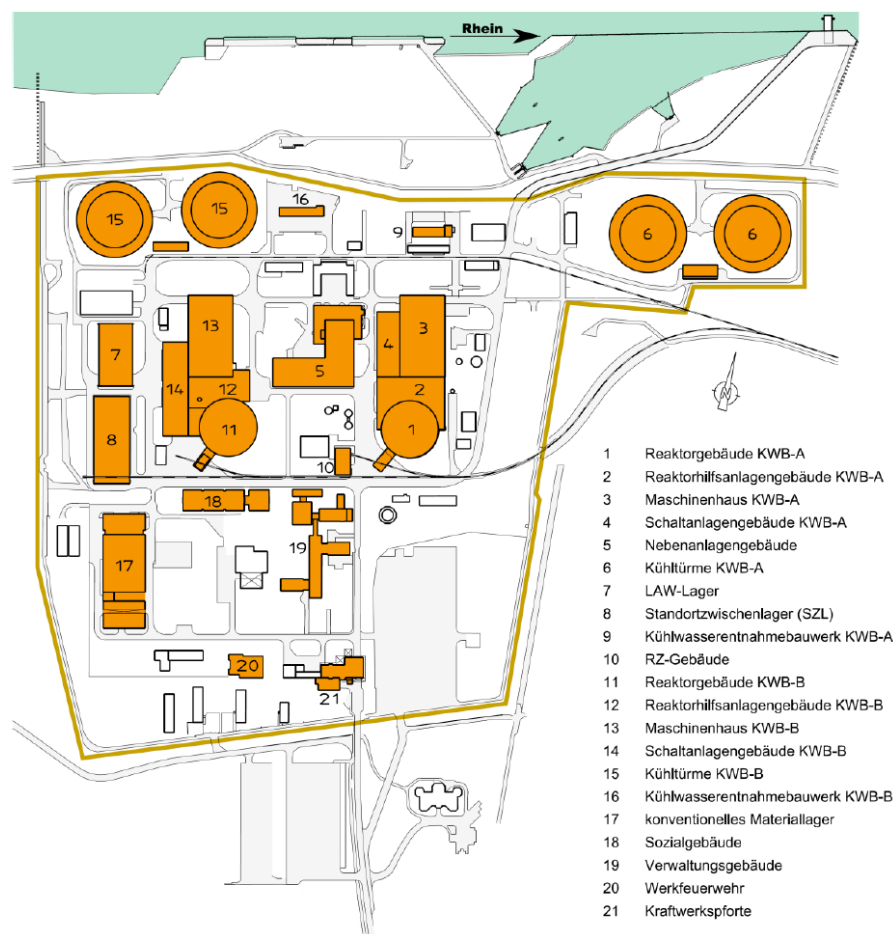 Rhein
15
15
16
9
6
6
13
3
4
7
5
14
12
2
11
1
8
10
18
19
17
20
21
1 Reaktorgebäude KWB-A
2 Reaktorhilfsanlagengebäude KWB-A
3 Maschinenhaus KWB-A
4 Schaltanlagengebäude KWB-A
5 Nebenanlagengebäude
6 Kühltürme KWB-A
7 LAW-Lager
8 Standortzwischenlager (SZL)
9 Kühlwasserentnahmebauwerk KWB-A
10 RZ-Gebäude
11 Reaktorgebäude KWB-B
12 Reaktorhilfsanlagengebäude KWB-B
13 Maschinenhaus KWB-B
14 Schaltanlagengebäude KWB-B
15 Kühltürme KWB-B
16 Kühlwasserentnahmebauwerk KWB-B
17 konventionelles Materiallager
18 Sozialgebäude
19 Verwaltungsgebäude
20 Werkfeuerwehr
21 Kraftwerkspforte